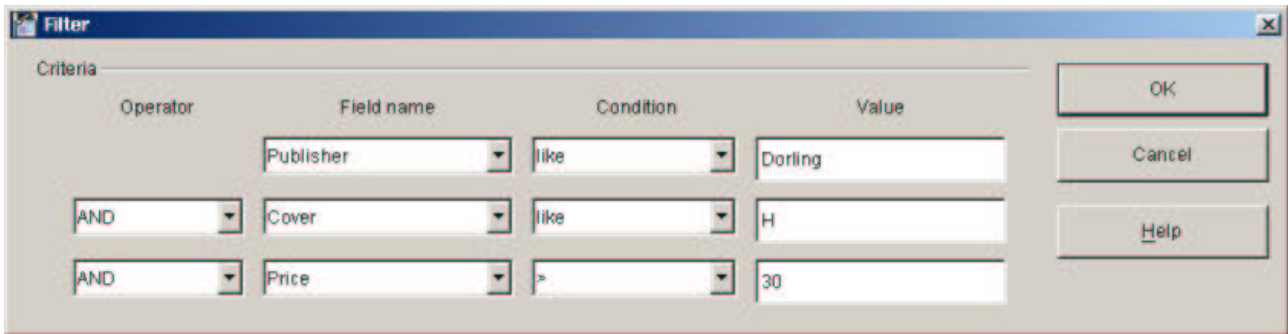 Filter
Criteria
OK
Operator Field name Condition Value
Publisher like Dorling
Cancel
AND Cover like H
Help
AND Price > 30